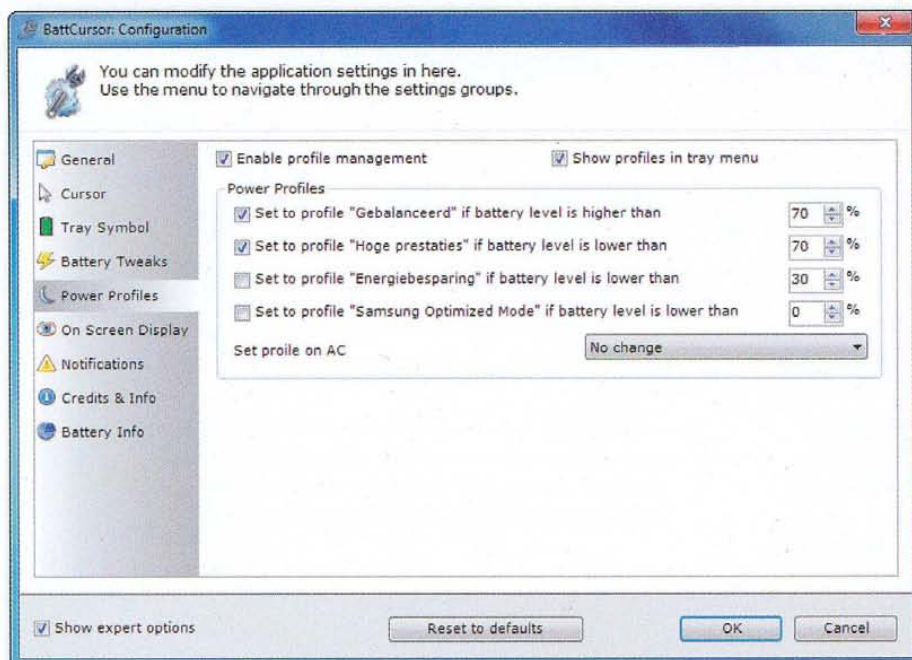 BattCursor: Configuration
You can modify the application settings in here.
Use the menu to navigate through the settings groups.
General
Cursor
Tray Symbol
Battery Tweaks
Power Profiles
On Screen Display
Notifications
Credits & Info
Battery Info
Enable profile management
Show profiles in tray menu
Power Profiles
Set to profile "Gebalanceerd" if battery level is higher than 70 %
Set to profile "Hoge prestaties" if battery level is lower than 70 %
Set to profile "Energiebesparing" if battery level is lower than 30 %
Set to profile "Samsung Optimized Mode" if battery level is lower than 0 %
Set proile on AC No change
Show expert options
Reset to defaults
OK
Cancel